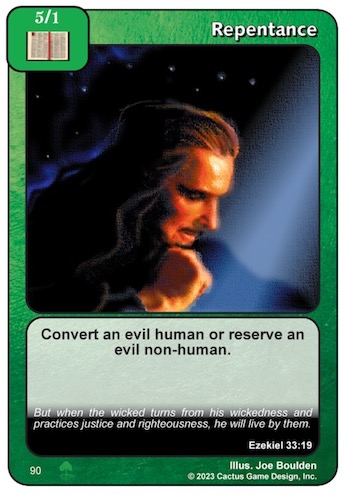 5/1
Repentance
Convert an evil human or reserve an
evil non-human.
But when the wicked turns from his wickedness and
practices justice and righteousness, he will live by them.
Ezekiel 33:19
Illus. Joe Boulden
90
© 2023 Cactus Game Design, Inc.